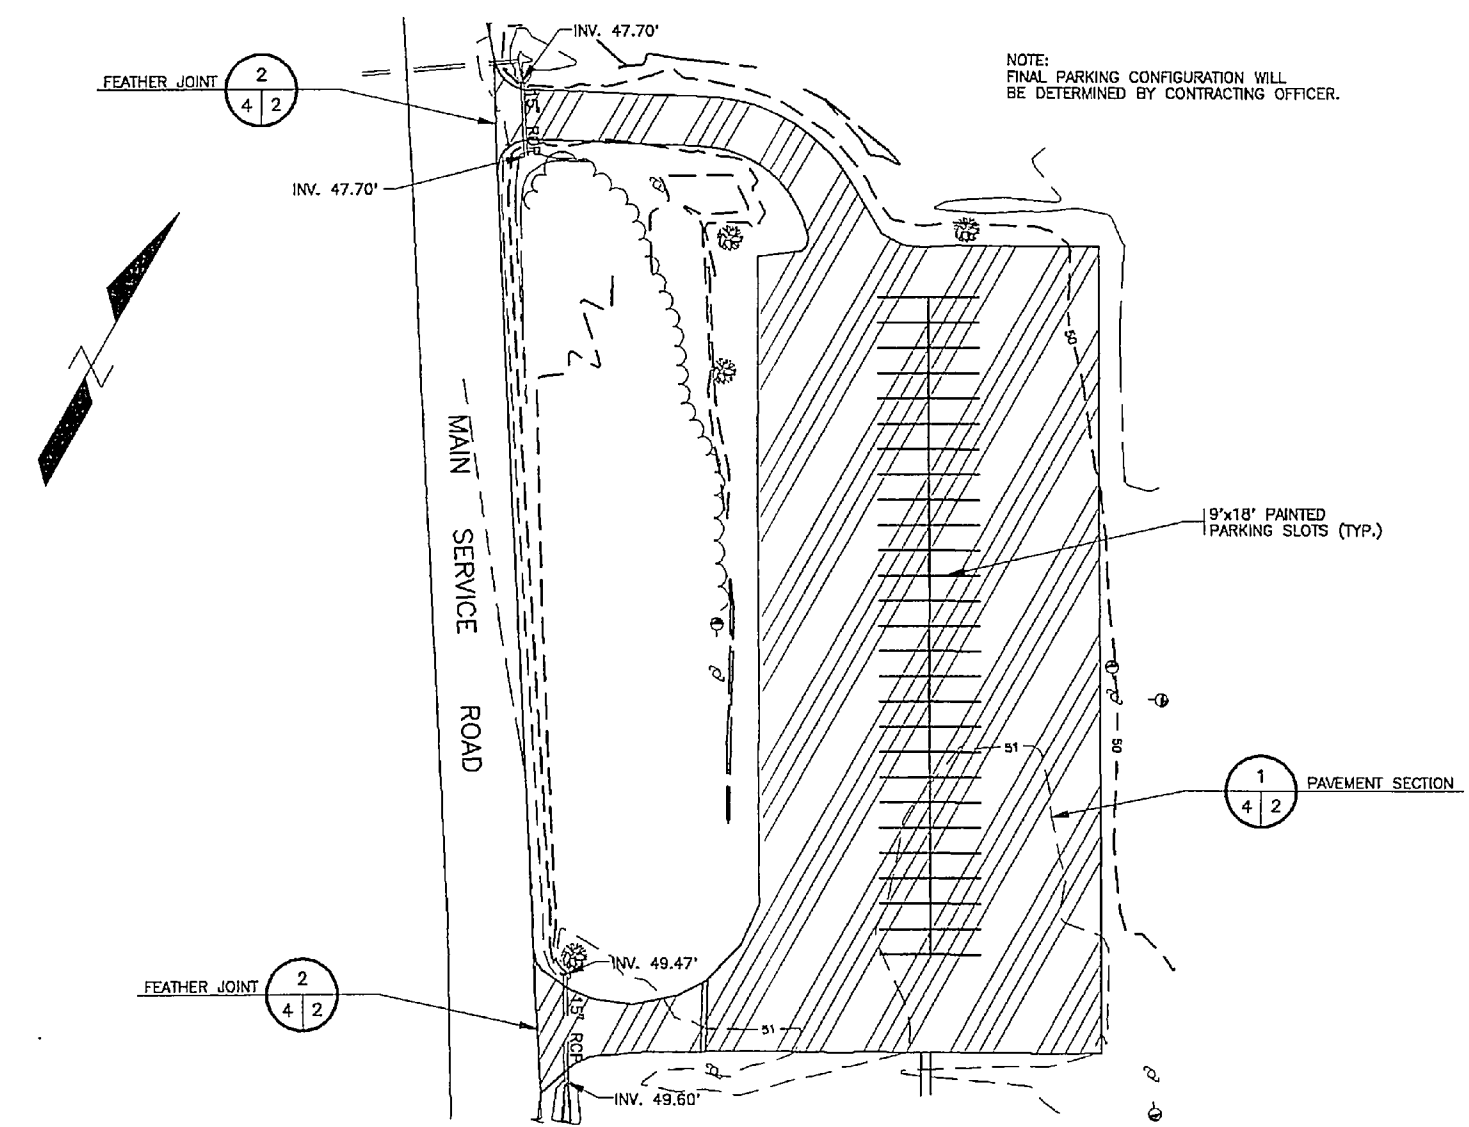 INV. 47.70'
NOTE:
FINAL PARKING CONFIGURATION WILL
BE DETERMINED BY CONTRACTING OFFICER.
FEATHER JOINT
2
4 2
15" RCP
INV. 47.70'
N
50
MAIN SERVICE ROAD
9'x18' PAINTED
PARKING SLOTS (TYP.)
50
51
1
4 2
PAVEMENT SECTION
INV. 49.47'
FEATHER JOINT
2
4 2
15" RCP
51
INV. 49.60'